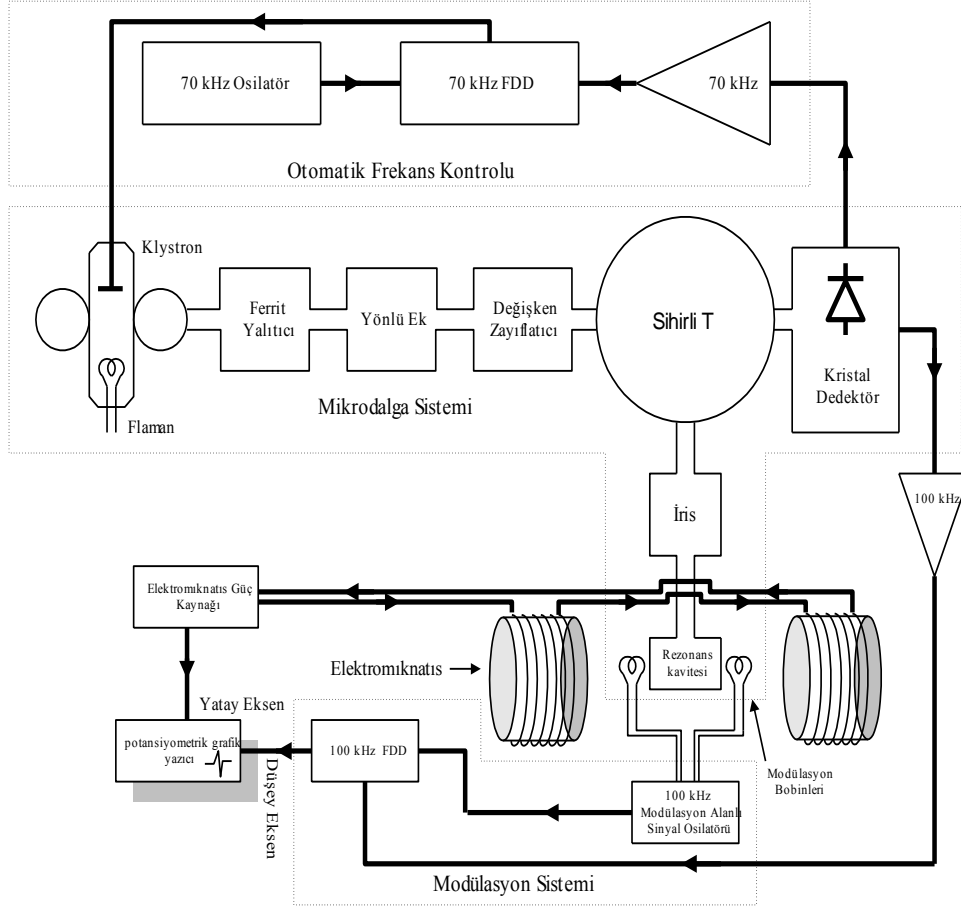 70 kHz Osilatör
70 kHz FDD
70 kHz
Otomatik Frekans Kontrolu
Klystron
Ferrit
Yalıtıcı
Yönlü Ek
Değişken
Zayıflatıcı
Sihirli T
Kristal
Dedektör
Flaman
Mikrodalga Sistemi
100 kHz
İris
Elektromıknatıs Güç
Kaynağı
Elektromıknatıs
Rezonans
kavitesi
Yatay Eksen
potansiyometrik grafik
yazıcı
Düşey Eksen
100 kHz FDD
100 kHz
Modülasyon Alanlı
Sinyal Osilatörü
Modülasyon
Bobinleri
Modülasyon Sistemi